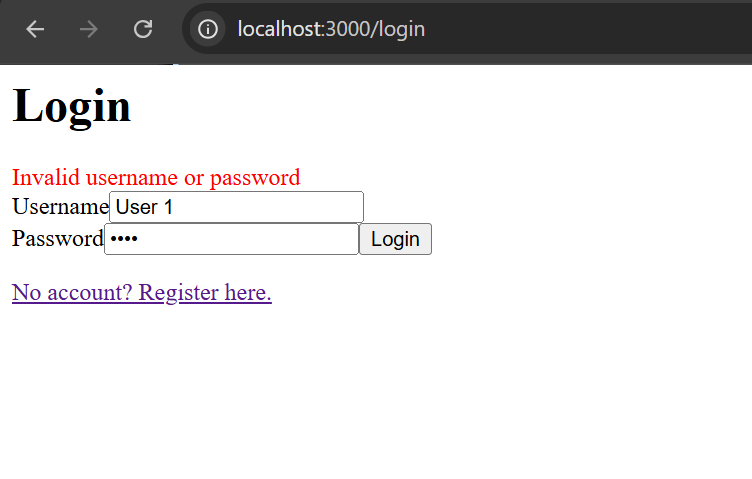 localhost:3000/login
Login
Invalid username or password
Username User 1
Password •••• Login
No account? Register here.